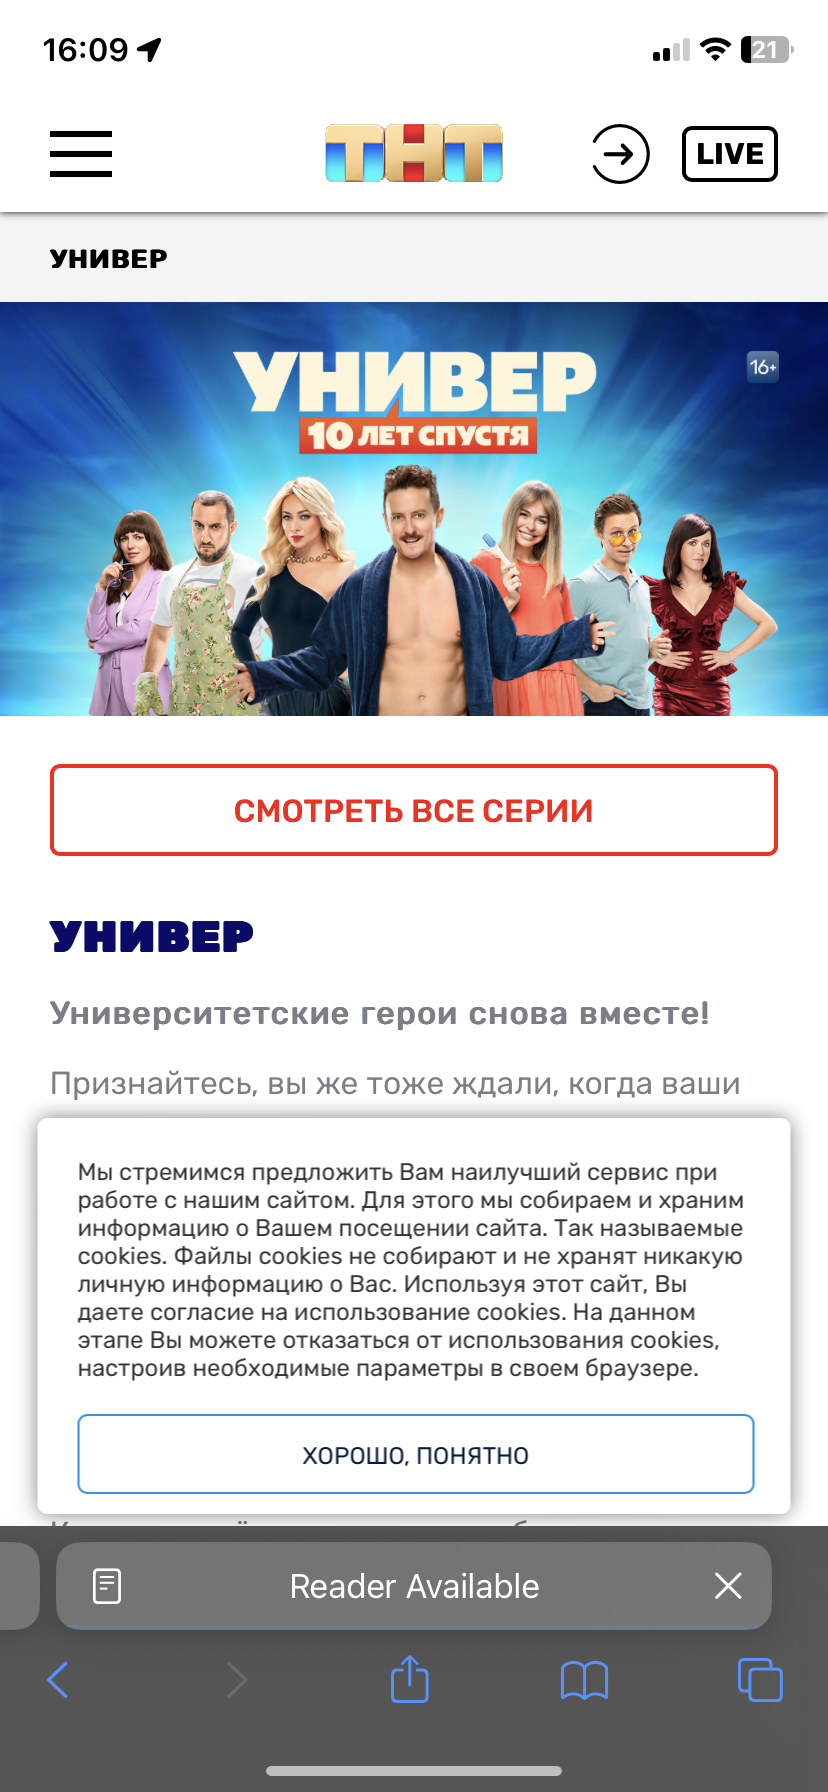 16:09
21
ТНТ
LIVE
УНИВЕР
УНИВЕР
16+
10 ЛЕТ СПУСТЯ
СМОТРЕТЬ ВСЕ СЕРИИ
УНИВЕР
Университетские герои снова вместе!
Признайтесь, вы же тоже ждали, когда ваши
Мы стремимся предложить Вам наилучший сервис при
работе с нашим сайтом. Для этого мы собираем и храним
информацию о Вашем посещении сайта. Так называемые
cookies. Файлы cookies не собирают и не хранят никакую
личную информацию о Вас. Используя этот сайт, Вы
даете согласие на использование cookies. На данном
этапе Вы можете отказаться от использования cookies,
настроив необходимые параметры в своем браузере.
ХОРОШО, ПОНЯТНО
Reader Available